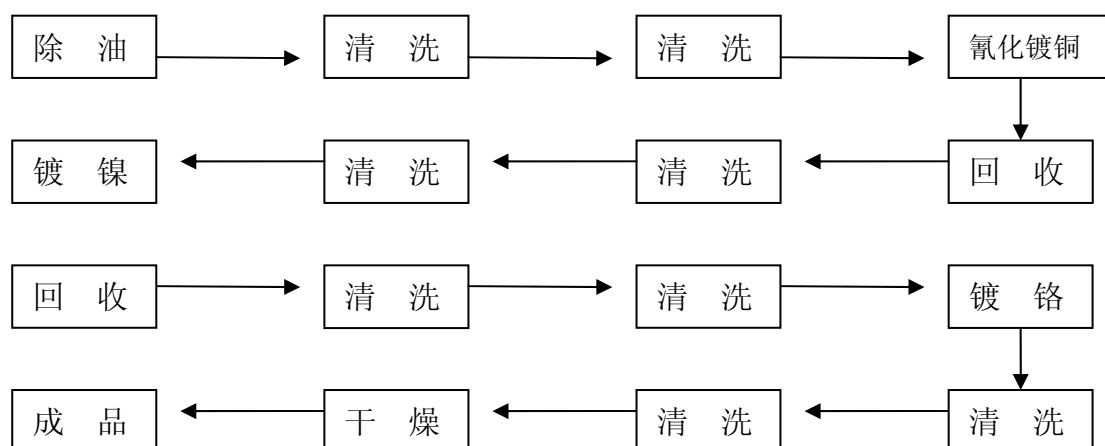 除 油 清 洗 清 洗 氰化镀铜
镀 镍 清 洗 清 洗 回 收
回 收 清 洗 清 洗 镀 铬
成 品 干 燥 清 洗 清 洗